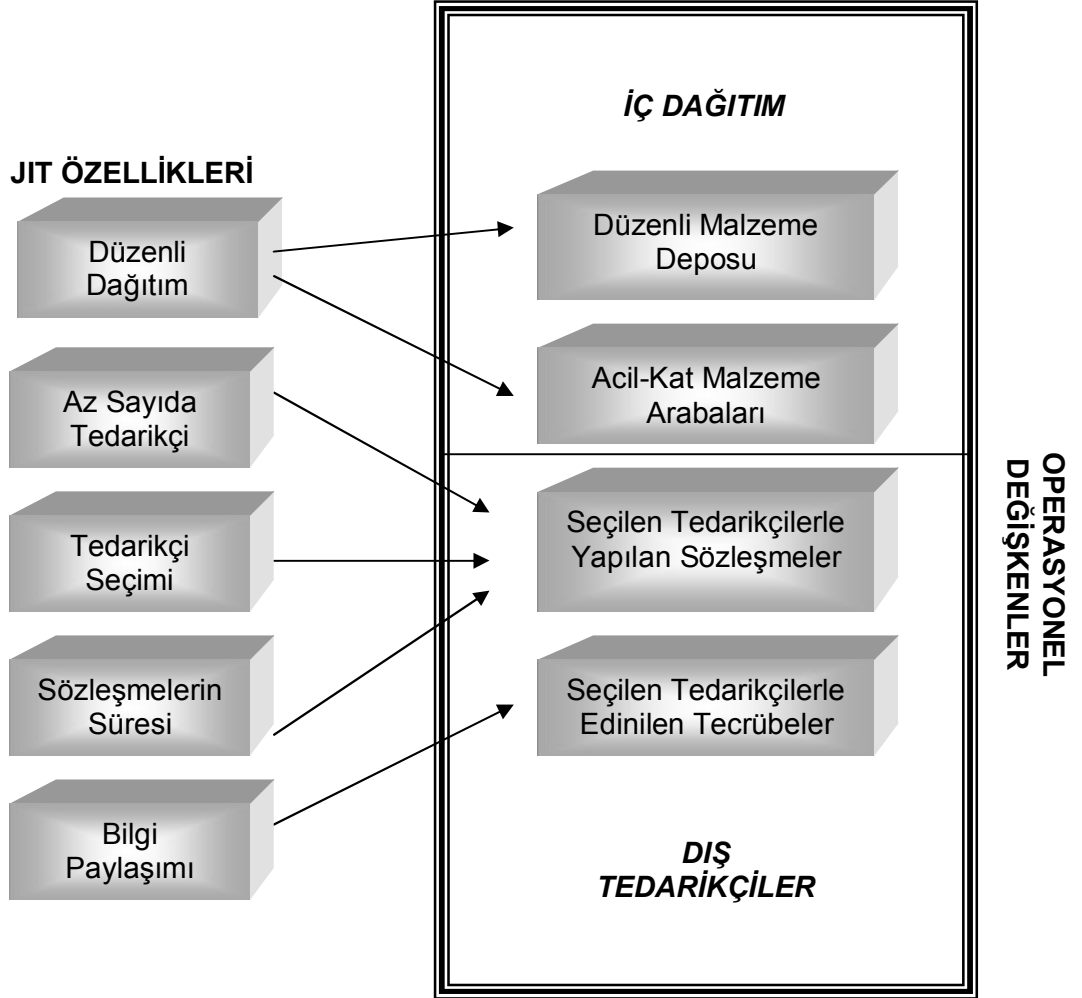 JIT ÖZELLİKLERİ
Düzenli
Dağıtım
Az Sayıda
Tedarikçi
Tedarikçi
Seçimi
Sözleşmelerin
Süresi
Bilgi
Paylaşımı
İÇ DAĞITIM
Düzenli Malzeme
Deposu
Acil-Kat Malzeme
Arabaları
Seçilen Tedarikçilerle
Yapılan Sözleşmeler
Seçilen Tedarikçilerle
Edinilen Tecrübeler
DIŞ
TEDARİKÇİLER
OPERASYONEL
DEĞİŞKENLER